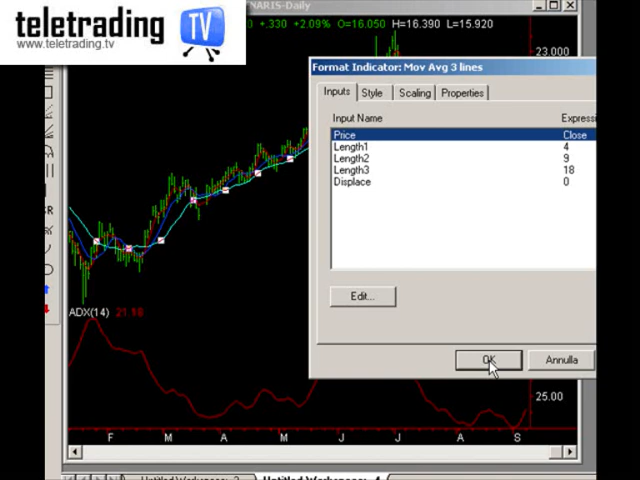 teletrading TV
www.teletrading.tv
NARIS-Daily
.330 +2.09% O=16.050 H=16.390 L=15.920
23.000
Format Indicator: Mov Avg 3 lines
Inputs Style Scaling Properties
Input Name Expressi
Price Close
Length1 4
Length2 9
Length3 18
Displace 0
Edit...
OK Annulla
ADX(14)
25.00
F M A M J J A S